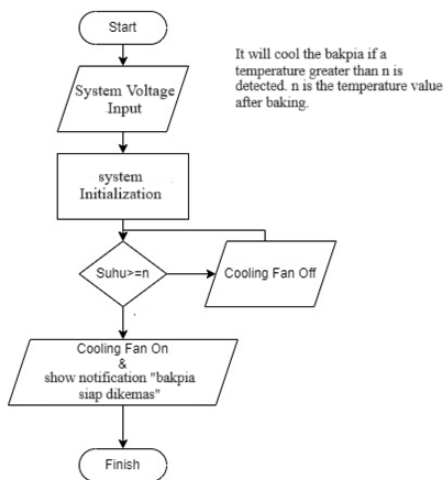 Start
It will cool the bakpia if a
temperature greater than n is
detected. n is the temperature value
after baking.
System Voltage
Input
system
Initialization
Suhu>=n
Cooling Fan Off
Cooling Fan On
&
show notification "bakpia
siap dikemas"
Finish